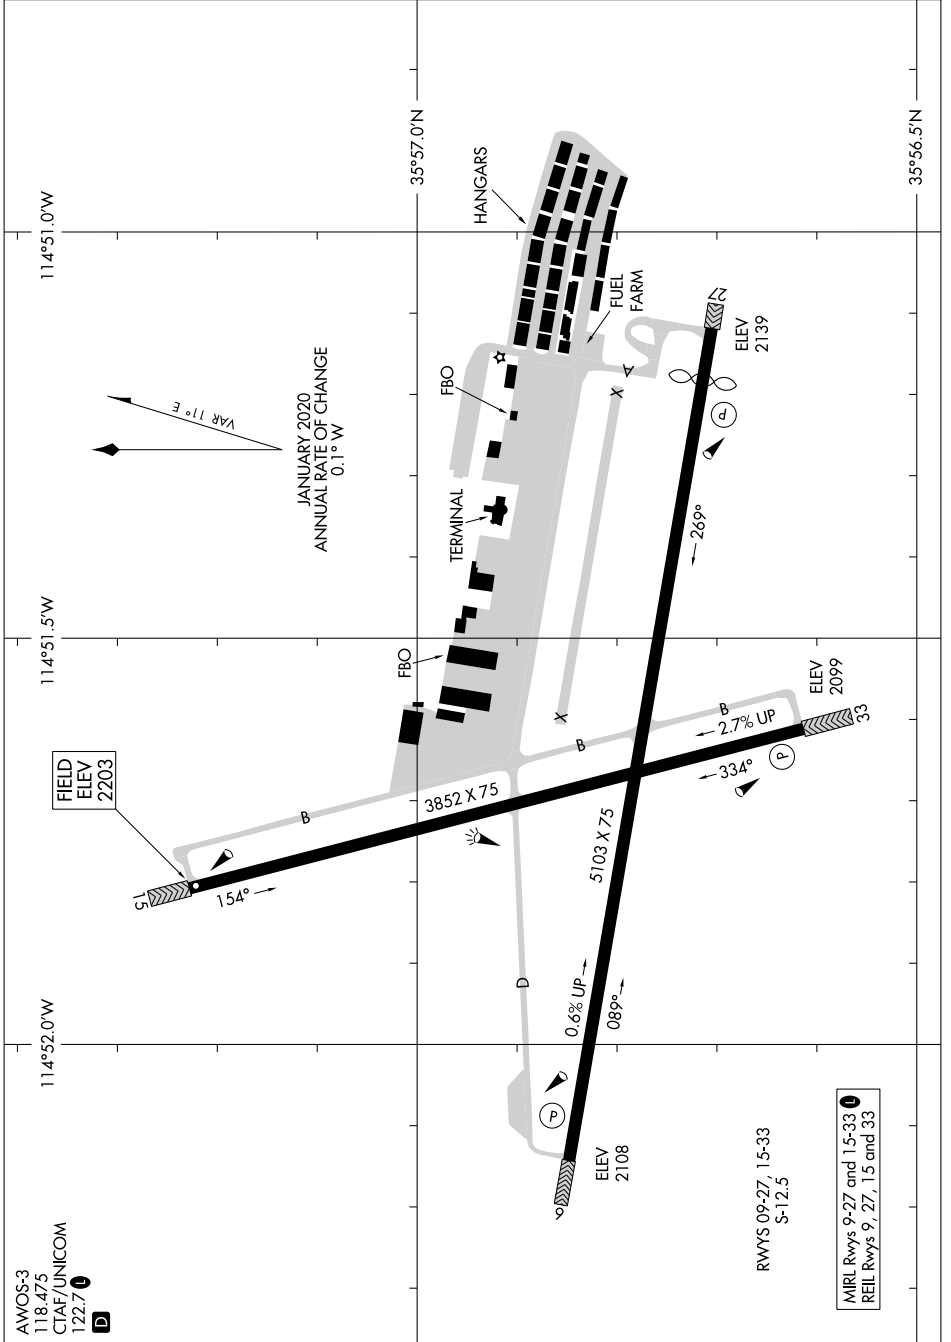 AWOS-3
118.475
CTAF/UNICOM
122.7 L
D
114°52.0'W
114°51.5'W
114°51.0'W
15
FIELD
ELEV
2203
154°
B
VAR 11° E
JANUARY 2020
ANNUAL RATE OF CHANGE
0.1° W
35°57.0'N
FBO
TERMINAL
FBO
HANGARS
3852 X 75
D
B
X
X
A
FUEL
FARM
9
ELEV
2108
P
0.6% UP
089°
5103 X 75
269°
P
27
ELEV
2139
334°
2.7% UP
B
P
33
ELEV
2099
RWYS 09-27, 15-33
S-12.5
MIRL Rwys 9-27 and 15-33 L
REIL Rwys 9, 27, 15 and 33
35°56.5'N